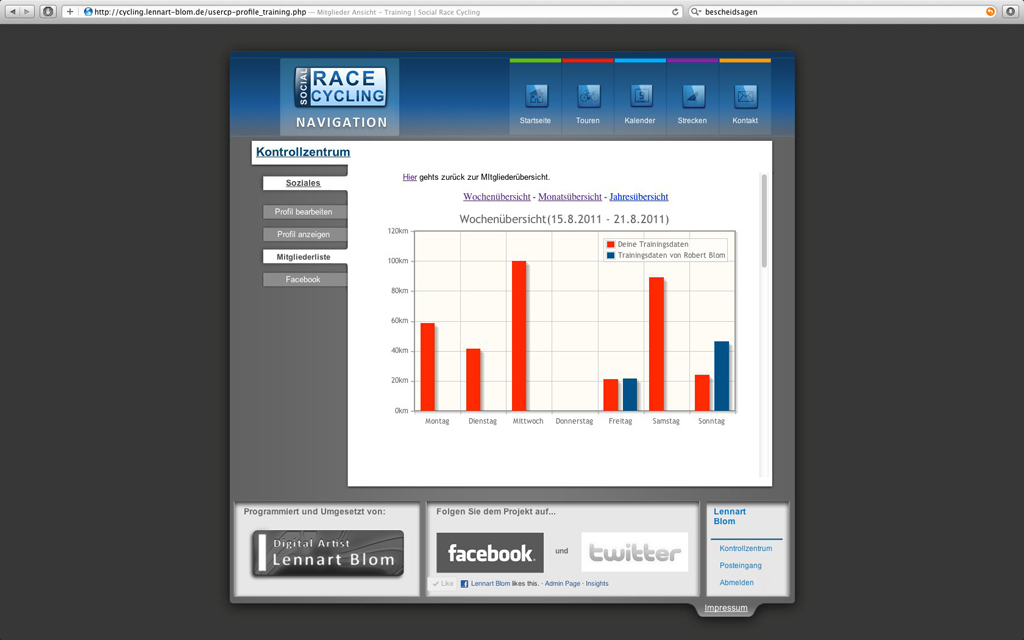 http://cycling.lennart-blom.de/usercp-profile_training.php — Mitglieder Ansicht - Training | Social Race Cycling
bescheidsagen
SOCIAL
RACE
CYCLING
NAVIGATION
Startseite
Touren
Kalender
Strecken
Kontakt
Kontrollzentrum
Soziales
Profil bearbeiten
Profil anzeigen
Mitgliederliste
Facebook
Hier gehts zurück zur MItgliederübersicht.
Wochenübersicht - Monatsübersicht - Jahresübersicht
Wochenübersicht(15.8.2011 - 21.8.2011)
Deine Trainingsdaten
Trainingsdaten von Robert Blom
120km
100km
80km
60km
40km
20km
0km
Montag Dienstag Mittwoch Donnerstag Freitag Samstag Sonntag
Programmiert und Umgesetzt von:
Digital Artist
Lennart Blom
Folgen Sie dem Projekt auf...
facebook. und twitter
Like Lennart Blom likes this. · Admin Page · Insights
Lennart
Blom
Kontrollzentrum
Posteingang
Abmelden
Impressum